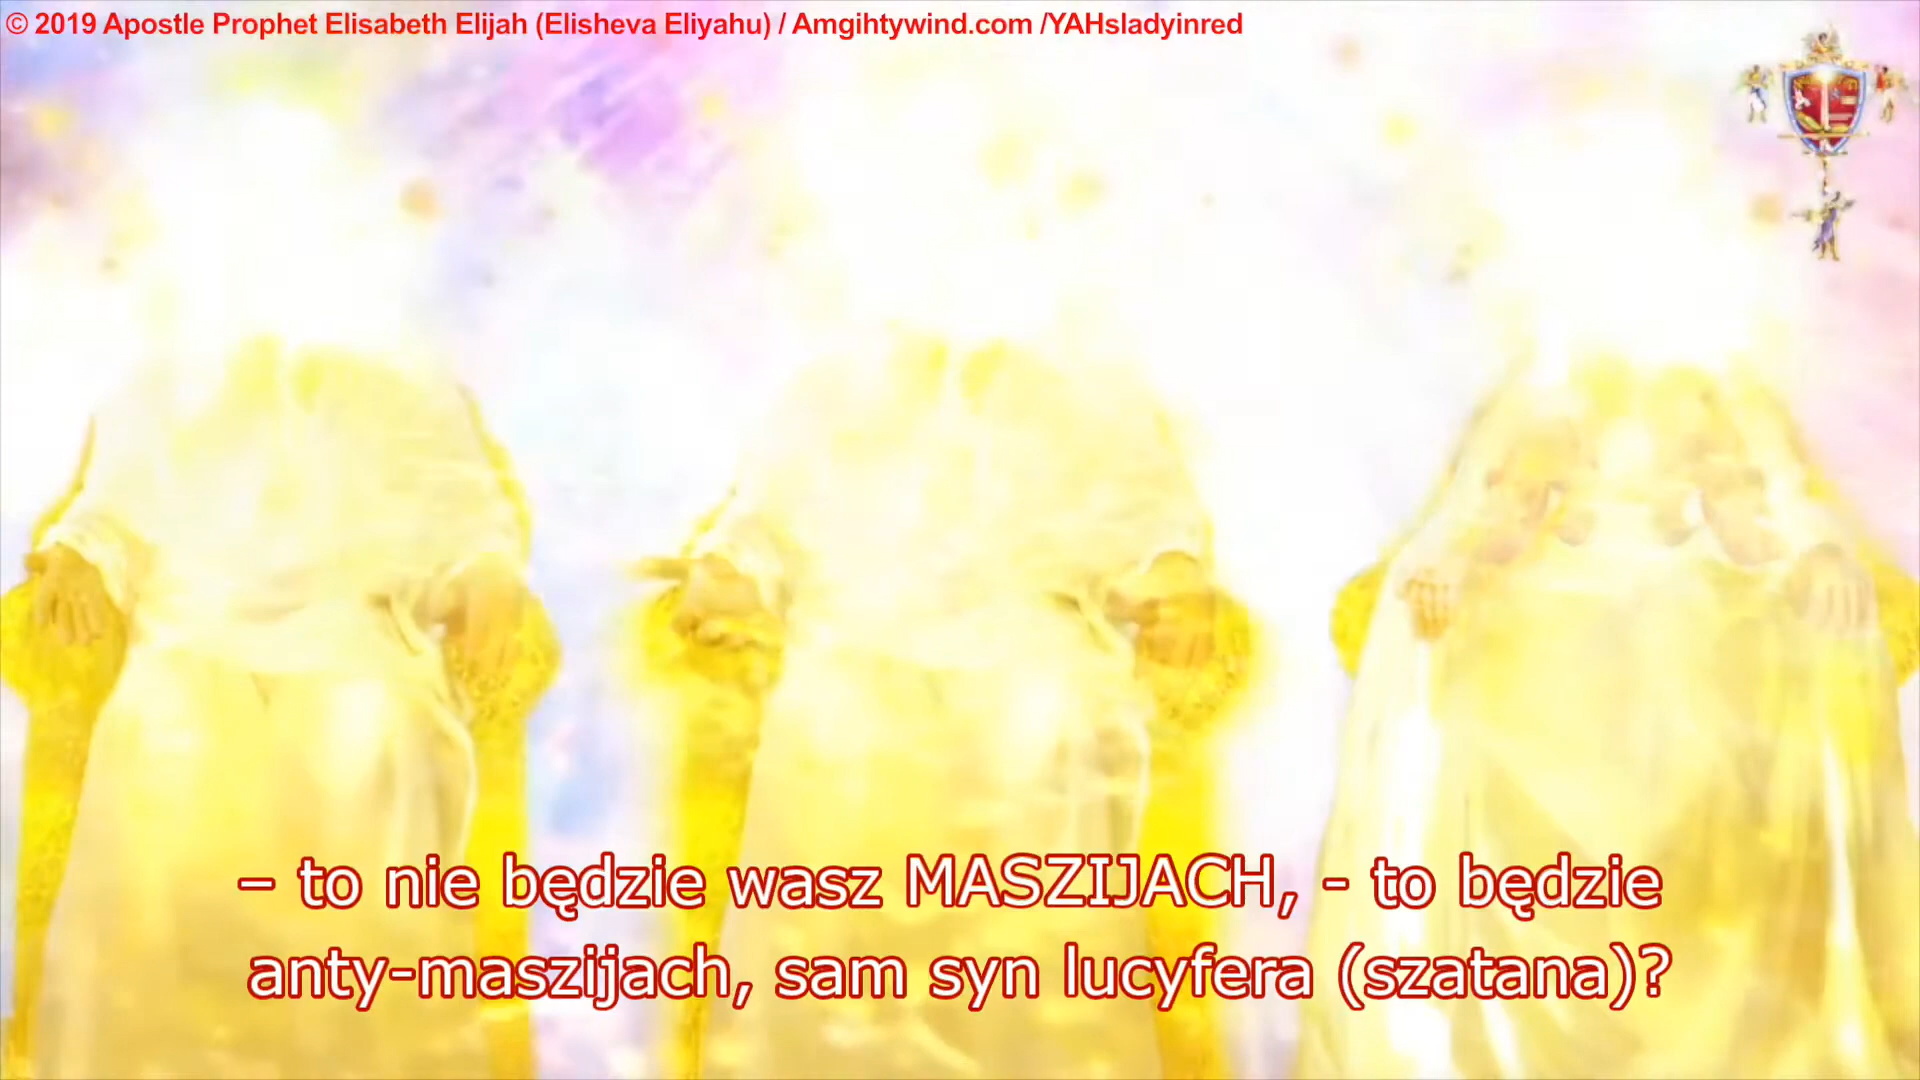 © 2019 Apostle Prophet Elisabeth Elijah (Elisheva Eliyahu) / Amgihtywind.com /YAHsladyinred
– to nie będzie wasz MASZIJACH, - to będzie
anty-maszijach, sam syn lucyfera (szatana)?